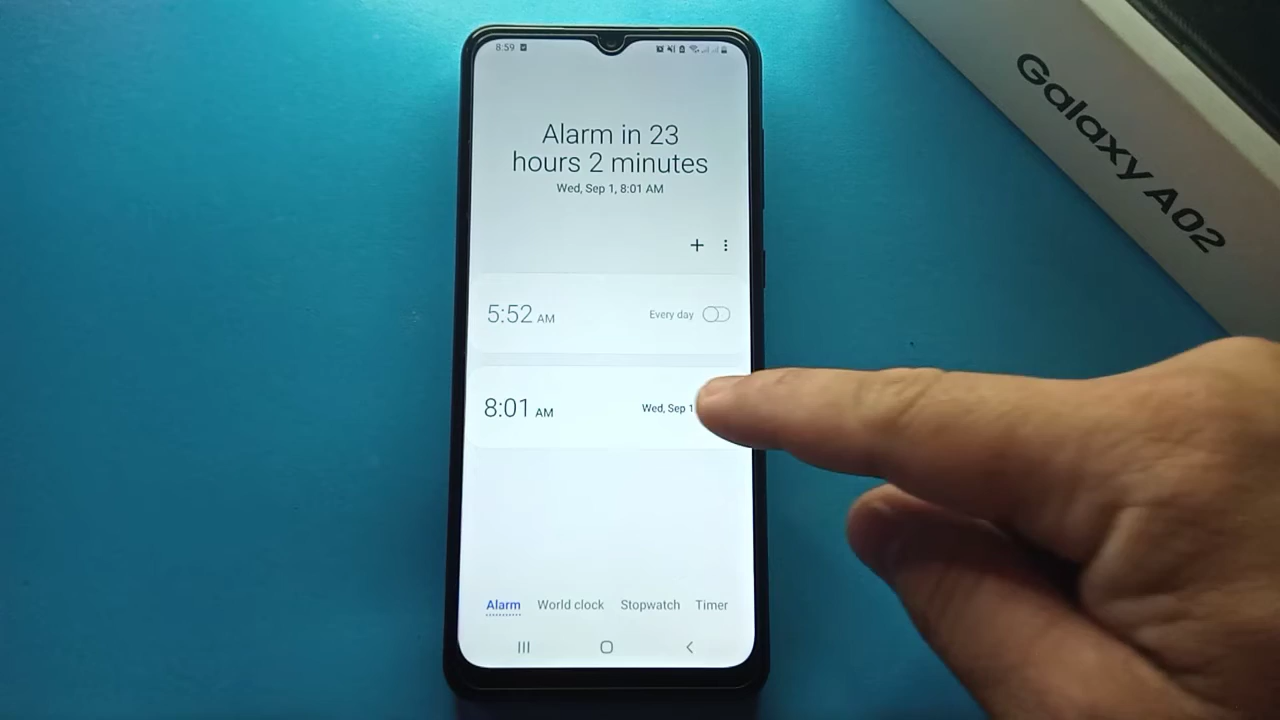 8:59
Galaxy A02
Alarm in 23
hours 2 minutes
Wed, Sep 1, 8:01 AM
5:52 AM
Every day
8:01 AM
Wed, Sep 1
Alarm World clock Stopwatch Timer